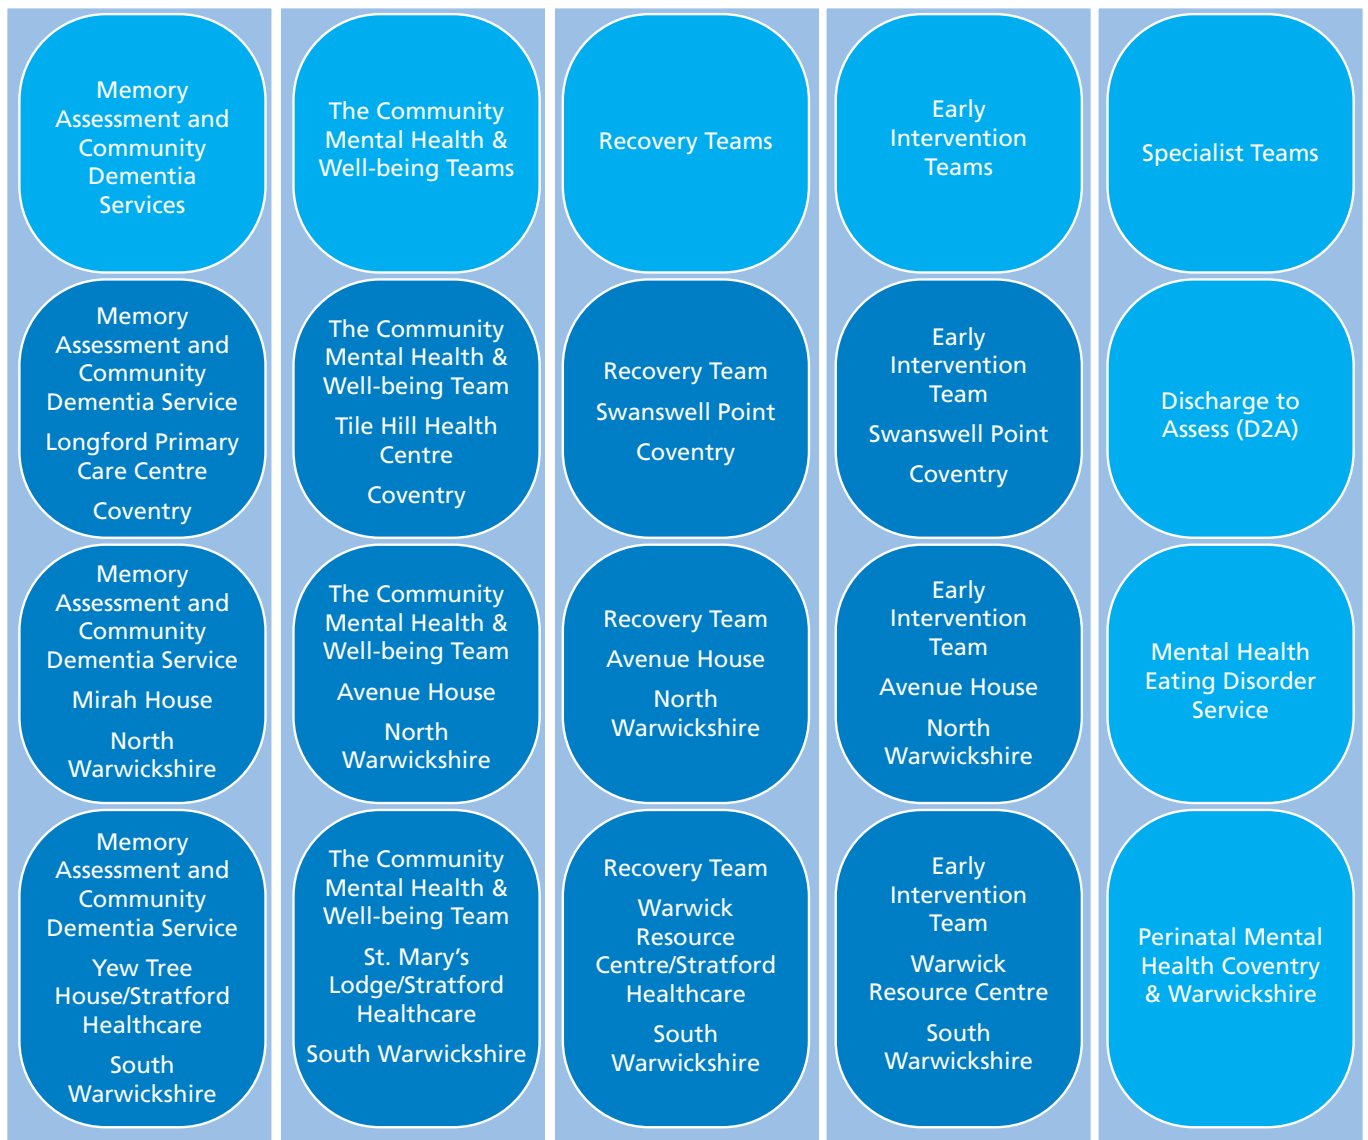 Memory
Assessment and
Community
Dementia
Services
The Community
Mental Health &
Well-being Teams
Recovery Teams
Early
Intervention
Teams
Specialist Teams
Memory
Assessment and
Community
Dementia Service
Longford Primary
Care Centre
Coventry
The Community
Mental Health &
Well-being Team
Tile Hill Health
Centre
Coventry
Recovery Team
Swanswell Point
Coventry
Early
Intervention
Team
Swanswell Point
Coventry
Discharge to
Assess (D2A)
Memory
Assessment and
Community
Dementia Service
Mirah House
North
Warwickshire
The Community
Mental Health &
Well-being Team
Avenue House
North
Warwickshire
Recovery Team
Avenue House
North
Warwickshire
Early
Intervention
Team
Avenue House
North
Warwickshire
Mental Health
Eating Disorder
Service
Memory
Assessment and
Community
Dementia Service
Yew Tree
House/Stratford
Healthcare
South
Warwickshire
The Community
Mental Health &
Well-being Team
St. Mary’s
Lodge/Stratford
Healthcare
South Warwickshire
Recovery Team
Warwick
Resource
Centre/Stratford
Healthcare
South
Warwickshire
Early
Intervention
Team
Warwick
Resource Centre
South
Warwickshire
Perinatal Mental
Health Coventry
& Warwickshire